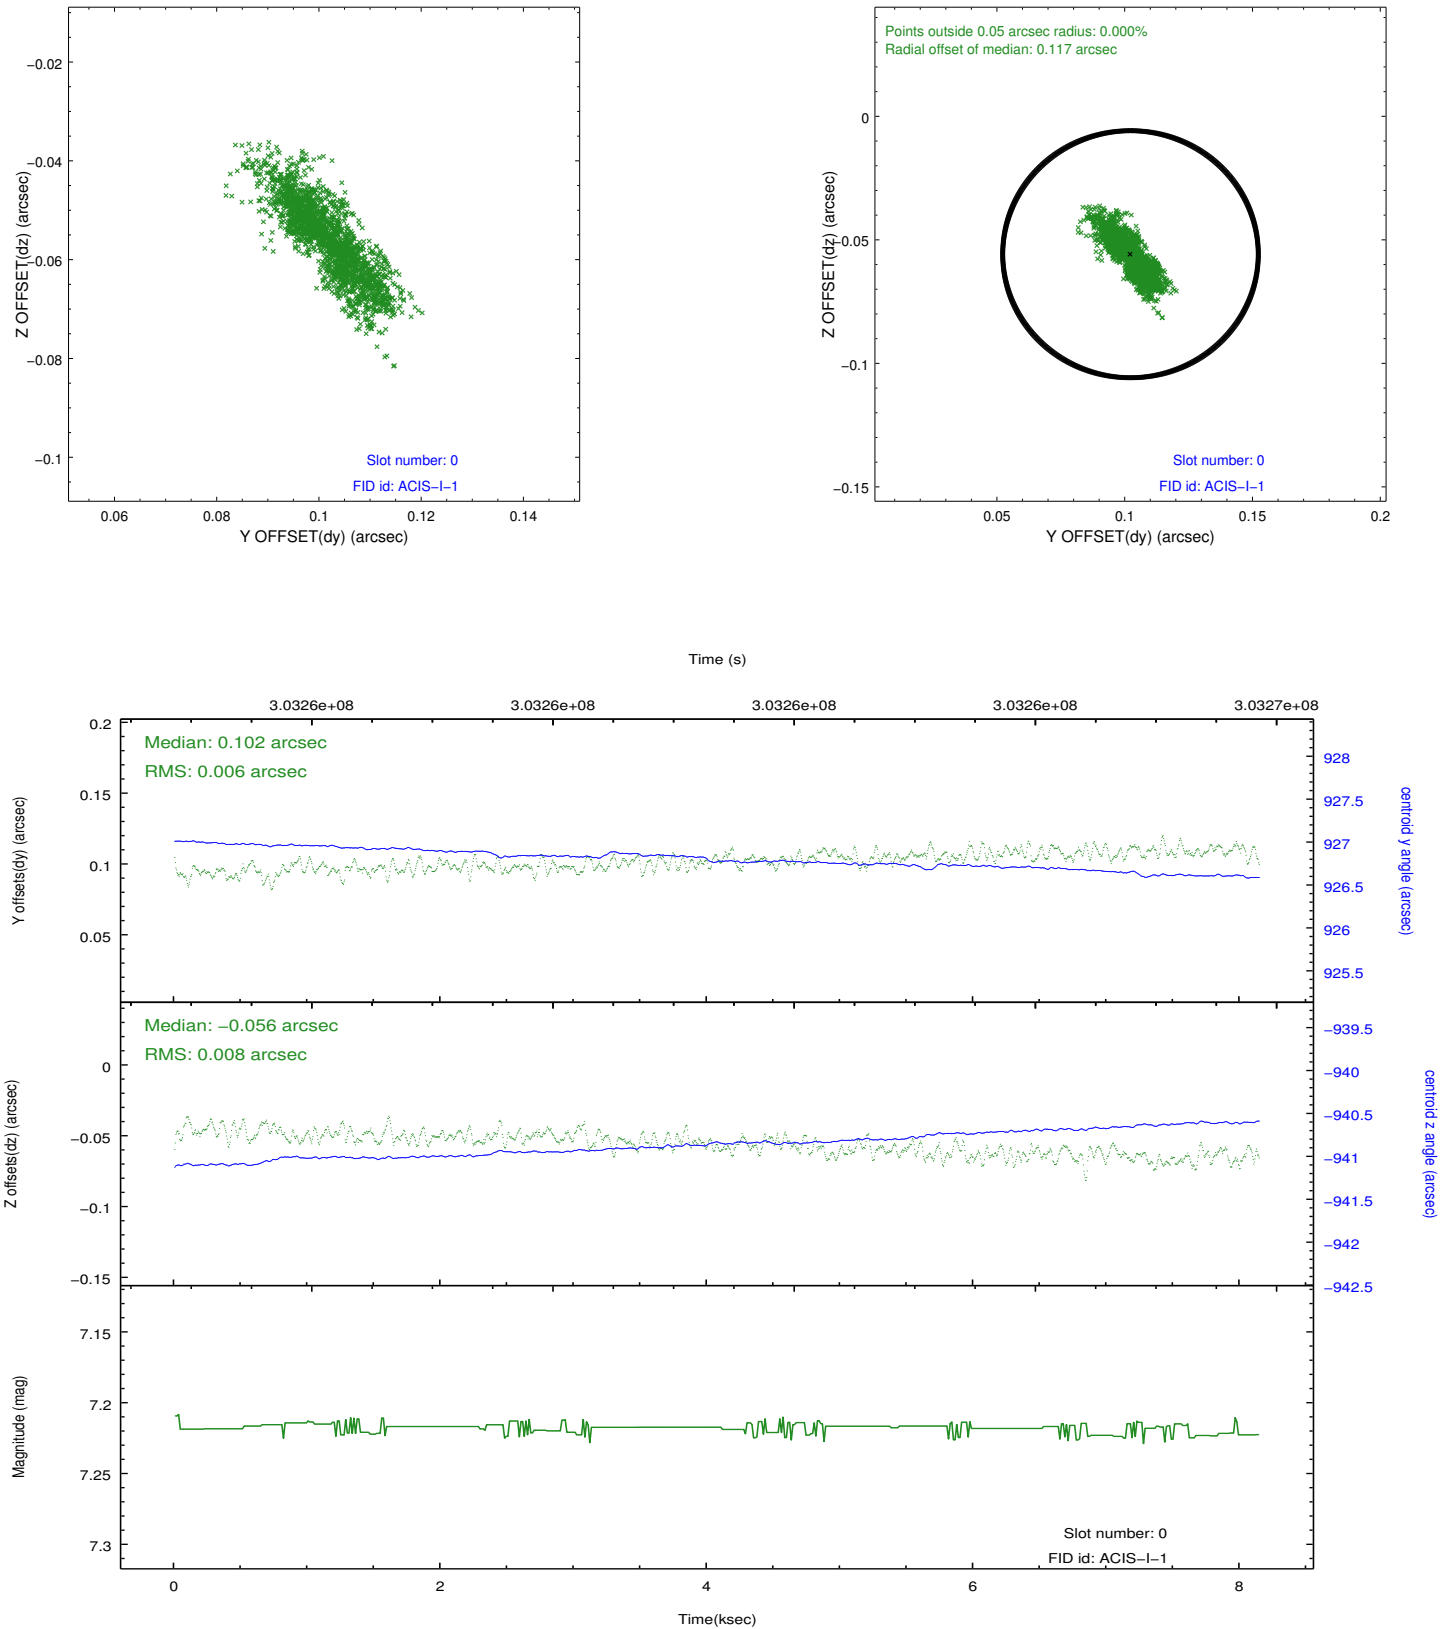 −0.02
−0.04
−0.06
−0.08
−0.1
Z OFFSET(dz) (arcsec)
Slot number: 0
FID id: ACIS−I−1
0.06
0.08
0.1
0.12
0.14
Y OFFSET(dy) (arcsec)
Points outside 0.05 arcsec radius: 0.000%
Radial offset of median: 0.117 arcsec
0
−0.05
−0.1
−0.15
Z OFFSET(dz) (arcsec)
Slot number: 0
FID id: ACIS−I−1
0.05
0.1
0.15
0.2
Y OFFSET(dy) (arcsec)
Time (s)
3.0326e+08
3.0326e+08
3.0326e+08
3.0326e+08
3.0327e+08
Median: 0.102 arcsec
RMS: 0.006 arcsec
0.2
0.15
0.1
0.05
Y offsets(dy) (arcsec)
928
927.5
927
926.5
926
925.5
centroid y angle (arcsec)
Median: −0.056 arcsec
RMS: 0.008 arcsec
0
−0.05
−0.1
−0.15
Z offsets(dz) (arcsec)
−939.5
−940
−940.5
−941
−941.5
−942
−942.5
centroid z angle (arcsec)
7.15
7.2
7.25
7.3
Magnitude (mag)
Slot number: 0
FID id: ACIS−I−1
0
2
4
6
8
Time(ksec)